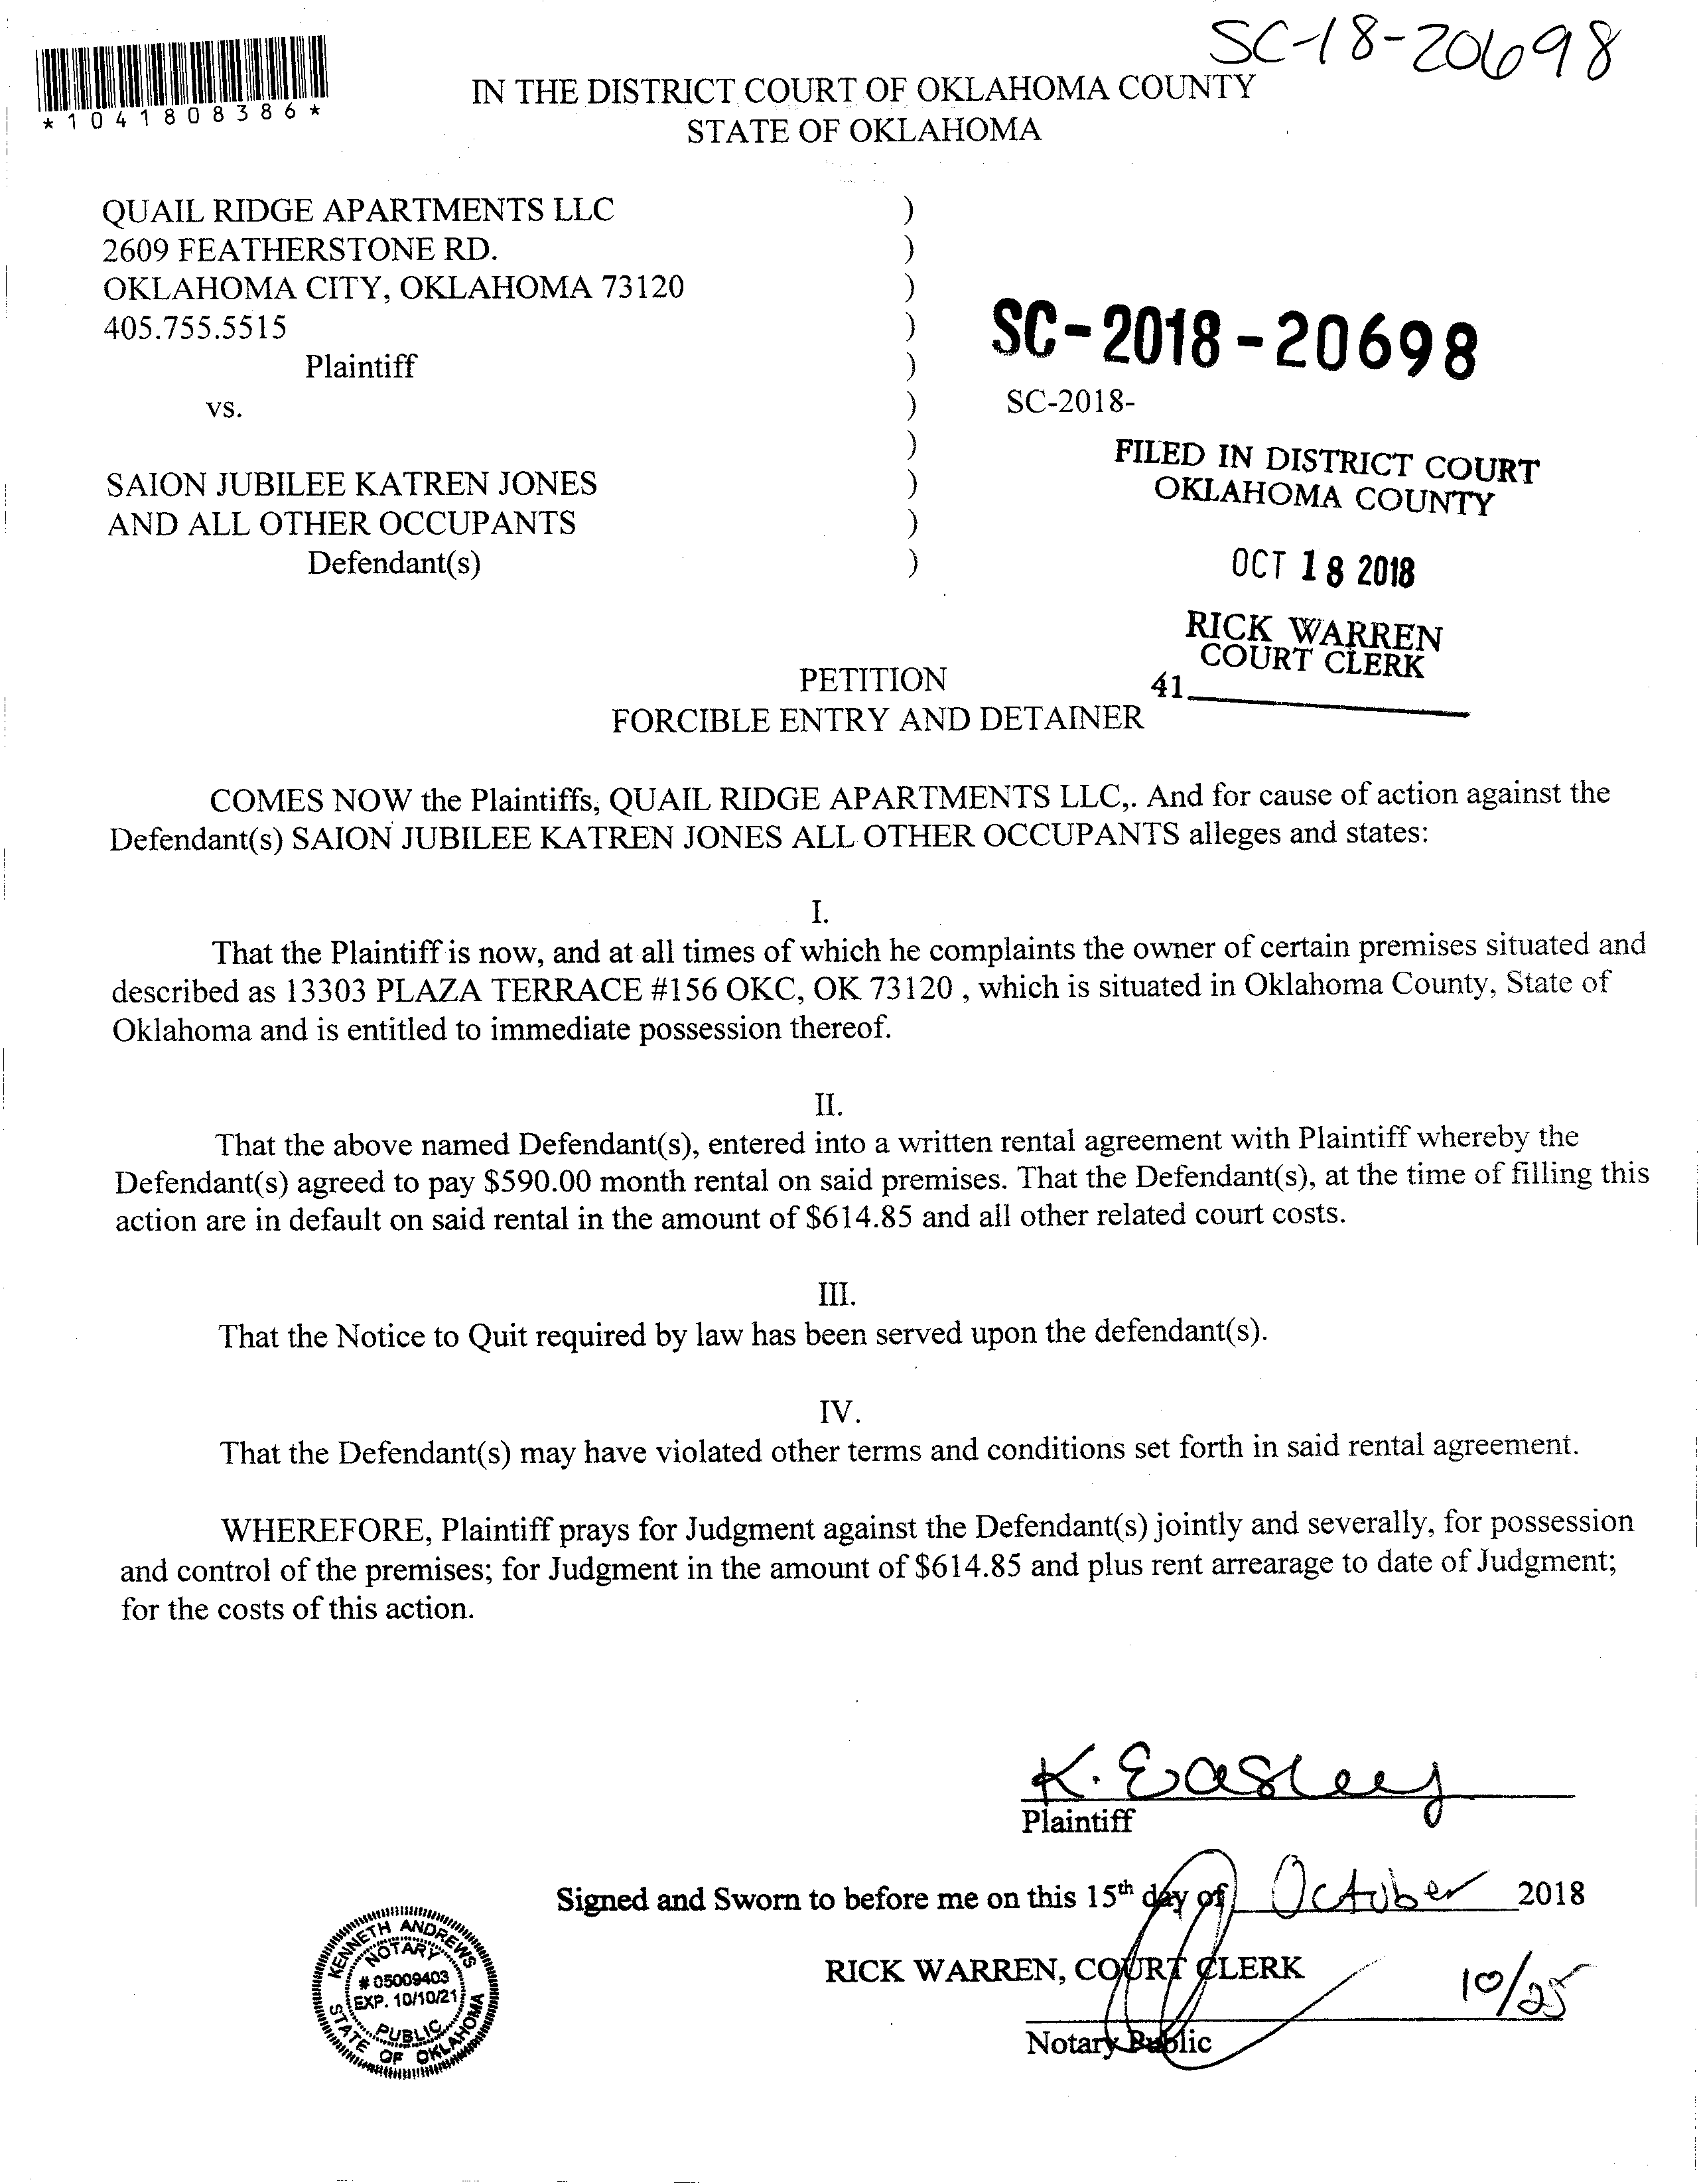 SC-18-20698
*1041808386*
IN THE DISTRICT COURT OF OKLAHOMA COUNTY
STATE OF OKLAHOMA
QUAIL RIDGE APARTMENTS LLC )
2609 FEATHERSTONE RD. )
OKLAHOMA CITY, OKLAHOMA 73120 )
405.755.5515 )
Plaintiff )
vs. )
)
SAION JUBILEE KATREN JONES )
AND ALL OTHER OCCUPANTS )
Defendant(s) )
SC-2018-20698
SC-2018-
FILED IN DISTRICT COURT
OKLAHOMA COUNTY
OCT 18 2018
RICK WARREN
COURT CLERK
41
PETITION
FORCIBLE ENTRY AND DETAINER
COMES NOW the Plaintiffs, QUAIL RIDGE APARTMENTS LLC,. And for cause of action against the
Defendant(s) SAION JUBILEE KATREN JONES ALL OTHER OCCUPANTS alleges and states:
I.
That the Plaintiff is now, and at all times of which he complaints the owner of certain premises situated and
described as 13303 PLAZA TERRACE #156 OKC, OK 73120 , which is situated in Oklahoma County, State of
Oklahoma and is entitled to immediate possession thereof.
II.
That the above named Defendant(s), entered into a written rental agreement with Plaintiff whereby the
Defendant(s) agreed to pay $590.00 month rental on said premises. That the Defendant(s), at the time of filling this
action are in default on said rental in the amount of $614.85 and all other related court costs.
III.
That the Notice to Quit required by law has been served upon the defendant(s).
IV.
That the Defendant(s) may have violated other terms and conditions set forth in said rental agreement.
WHEREFORE, Plaintiff prays for Judgment against the Defendant(s) jointly and severally, for possession
and control of the premises; for Judgment in the amount of $614.85 and plus rent arrearage to date of Judgment;
for the costs of this action.
K. Easley
Plaintiff
Signed and Sworn to before me on this 15th day of October 2018
RICK WARREN, COURT CLERK
10/25
Notary Public
KENNETH ANDREWS
NOTARY
# 05009403
EXP. 10/10/21
PUBLIC
STATE OF OKLAHOMA